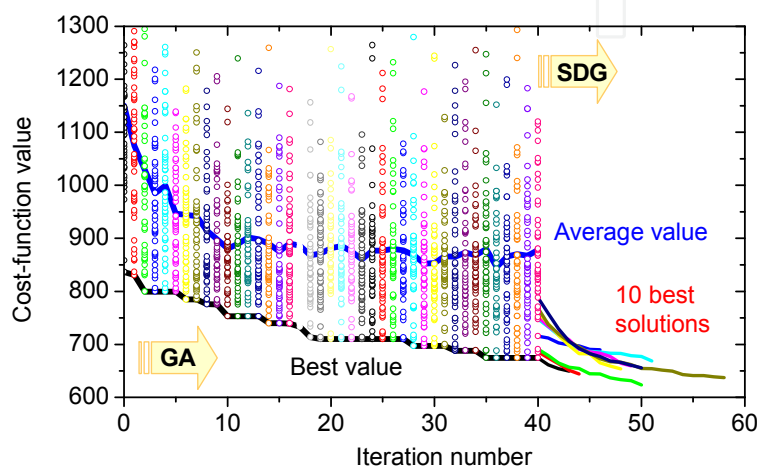 1300
1200
1100
1000
900
800
700
600
Cost-function value
SDG
Average value
10 best
solutions
GA
Best value
0
10
20
30
40
50
60
Iteration number